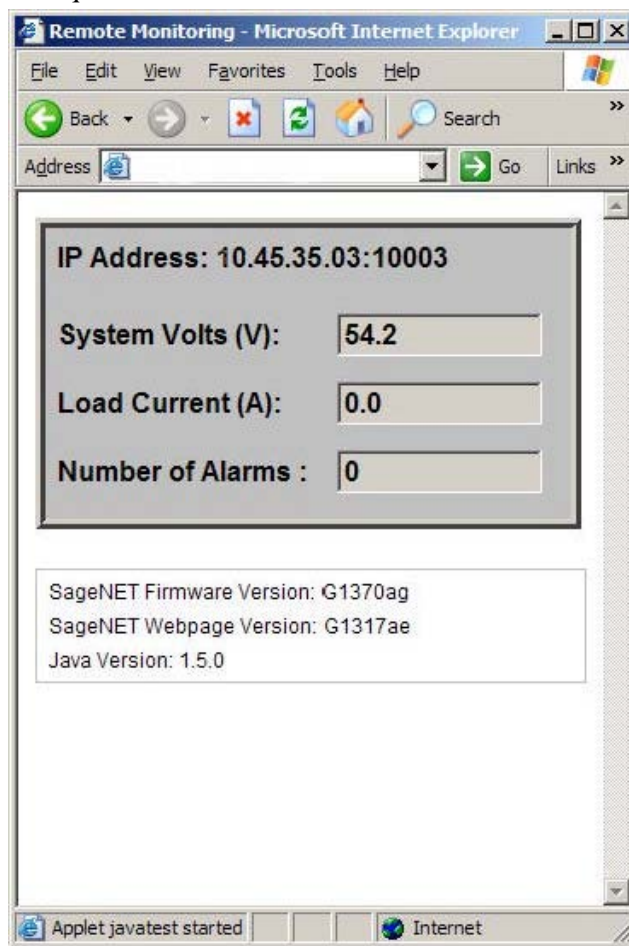 Remote Monitoring - Microsoft Internet Explorer
File Edit View Favorites Tools Help
Back Search »
Address Go Links »
IP Address: 10.45.35.03:10003
System Volts (V): 54.2
Load Current (A): 0.0
Number of Alarms : 0
SageNET Firmware Version: G1370ag
SageNET Webpage Version: G1317ae
Java Version: 1.5.0
Applet javatest started Internet